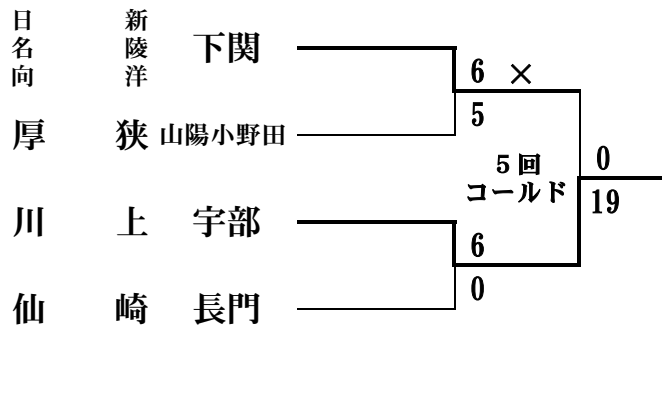 日名向 新陵洋 下関
厚狭 山陽小野田
川上 宇部
仙崎 長門
6 ×
5
5回
コールド
6
0
0
19